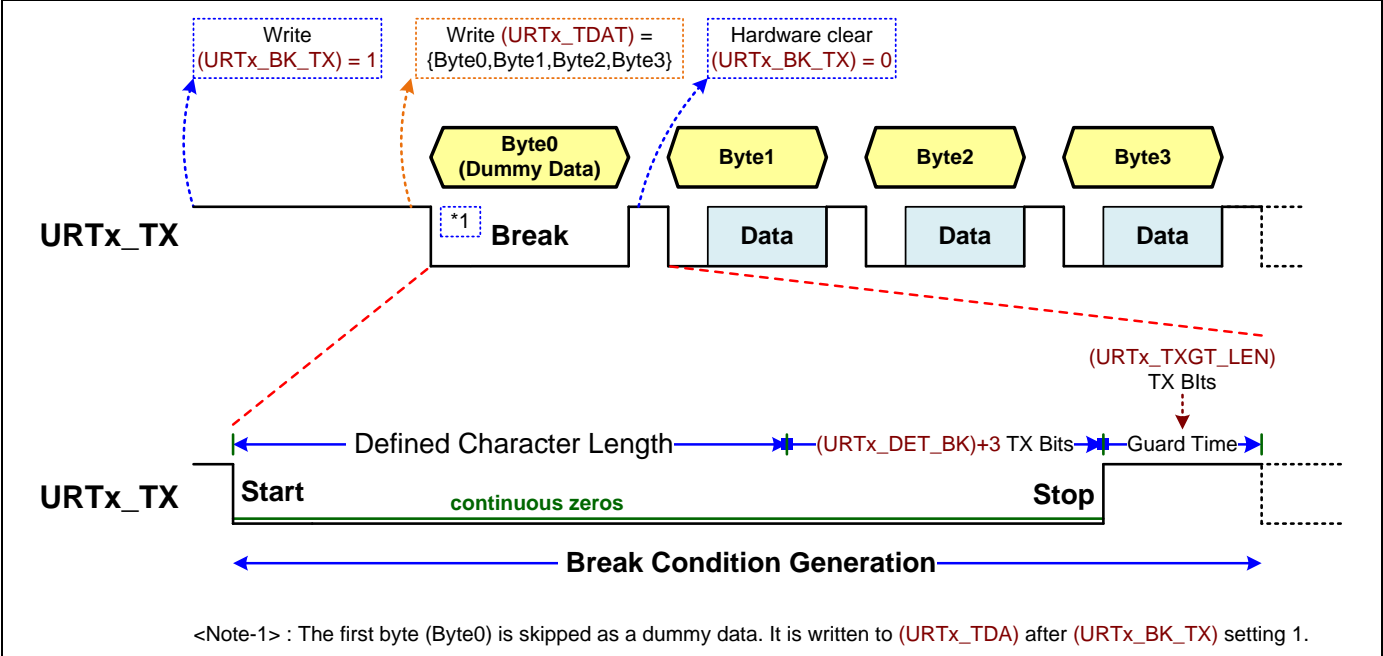 Write
(URTx_BK_TX) = 1
Write (URTx_TDAT) =
{Byte0,Byte1,Byte2,Byte3}
Hardware clear
(URTx_BK_TX) = 0
Byte0
(Dummy Data)
Byte1
Byte2
Byte3
URTx_TX
*1
Break
Data
Data
Data
(URTx_TXGT_LEN)
TX BIts
Defined Character Length
(URTx_DET_BK)+3 TX Bits
Guard Time
URTx_TX
Start
continuous zeros
Stop
Break Condition Generation
<Note-1> : The first byte (Byte0) is skipped as a dummy data. It is written to (URTx_TDA) after (URTx_BK_TX) setting 1.